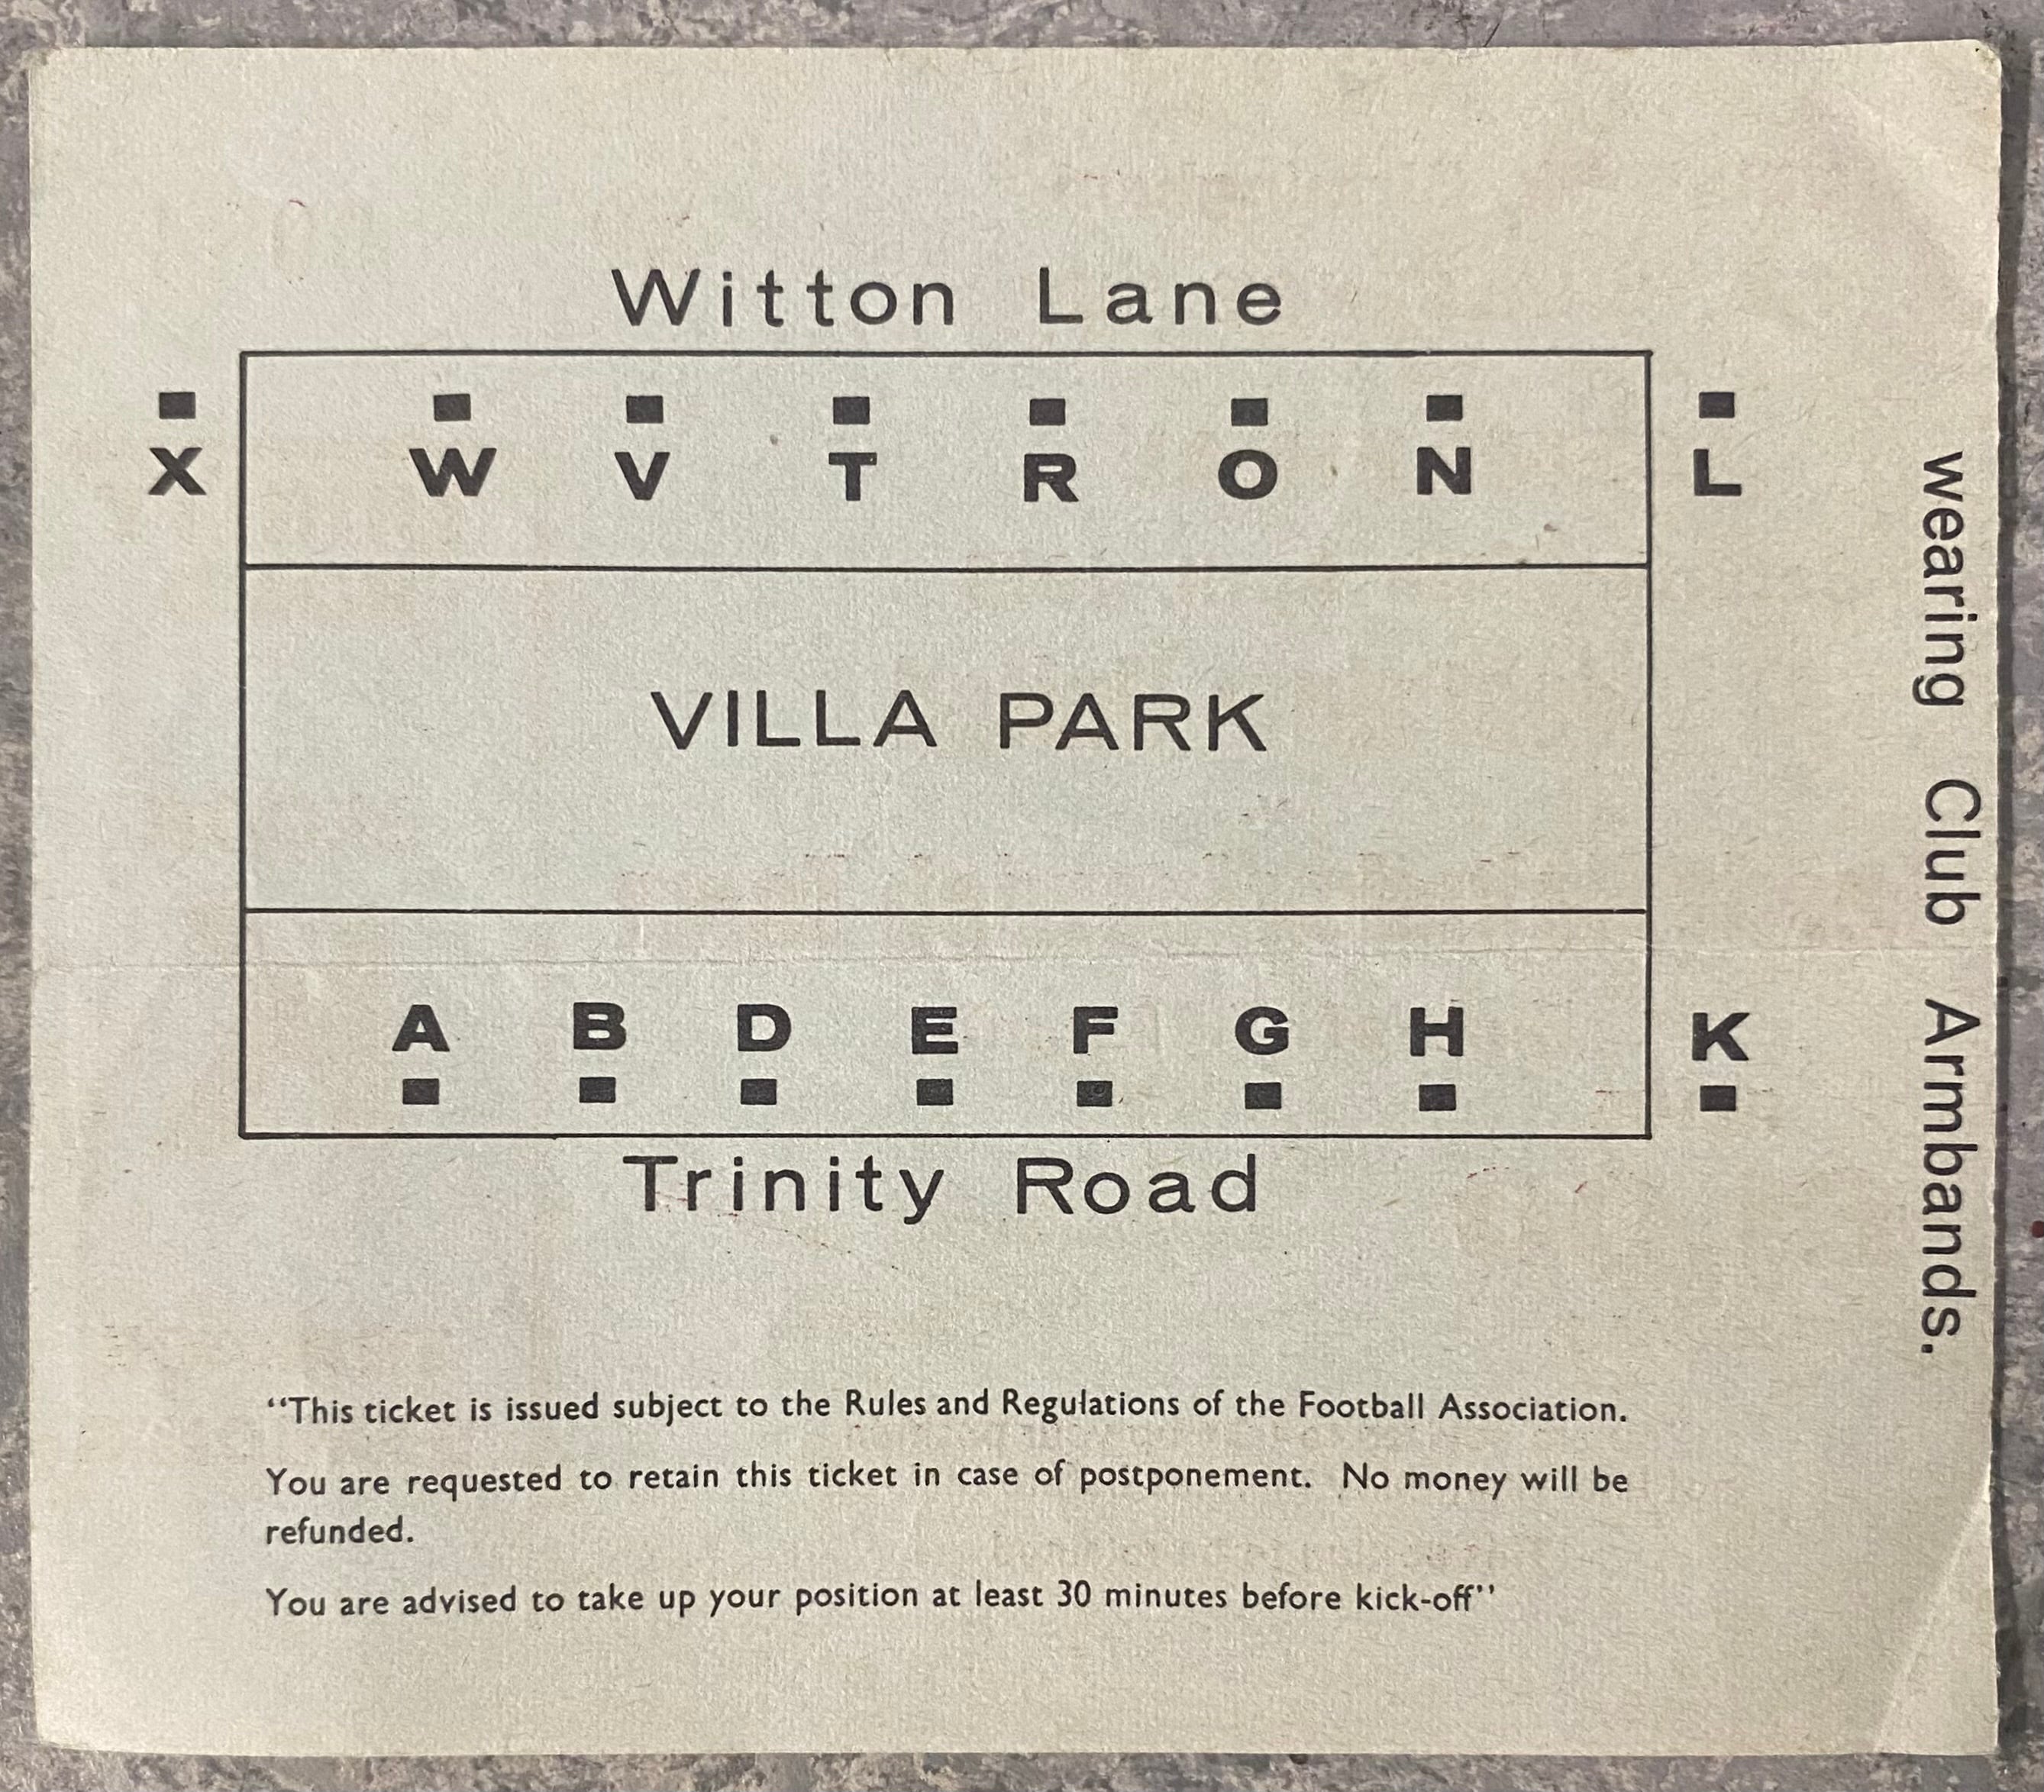 Witton Lane
X W V T R O N L
VILLA PARK
A B D E F G H K
Trinity Road
wearing Club Armbands.
“This ticket is issued subject to the Rules and Regulations of the Football Association.
You are requested to retain this ticket in case of postponement. No money will be
refunded.
You are advised to take up your position at least 30 minutes before kick-off”